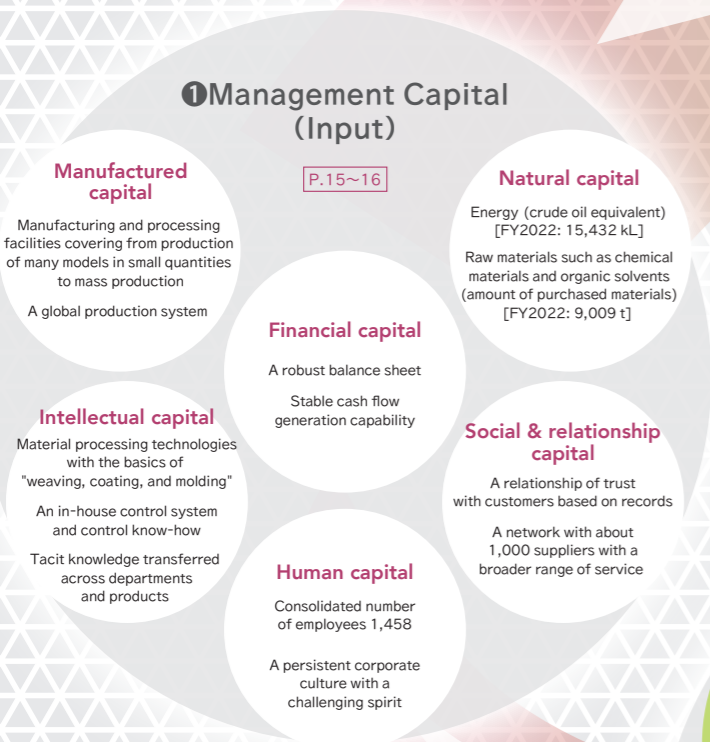 ❶Management Capital
(Input)
P.15~16
Manufactured
capital
Manufacturing and processing
facilities covering from production
of many models in small quantities
to mass production
A global production system
Natural capital
Energy (crude oil equivalent)
[FY2022: 15,432 kL]
Raw materials such as chemical
materials and organic solvents
(amount of purchased materials)
[FY2022: 9,009 t]
Financial capital
A robust balance sheet
Stable cash flow
generation capability
Intellectual capital
Material processing technologies
with the basics of
"weaving, coating, and molding"
An in-house control system
and control know-how
Tacit knowledge transferred
across departments
and products
Social & relationship
capital
A relationship of trust
with customers based on records
A network with about
1,000 suppliers with a
broader range of service
Human capital
Consolidated number
of employees 1,458
A persistent corporate
culture with a
challenging spirit